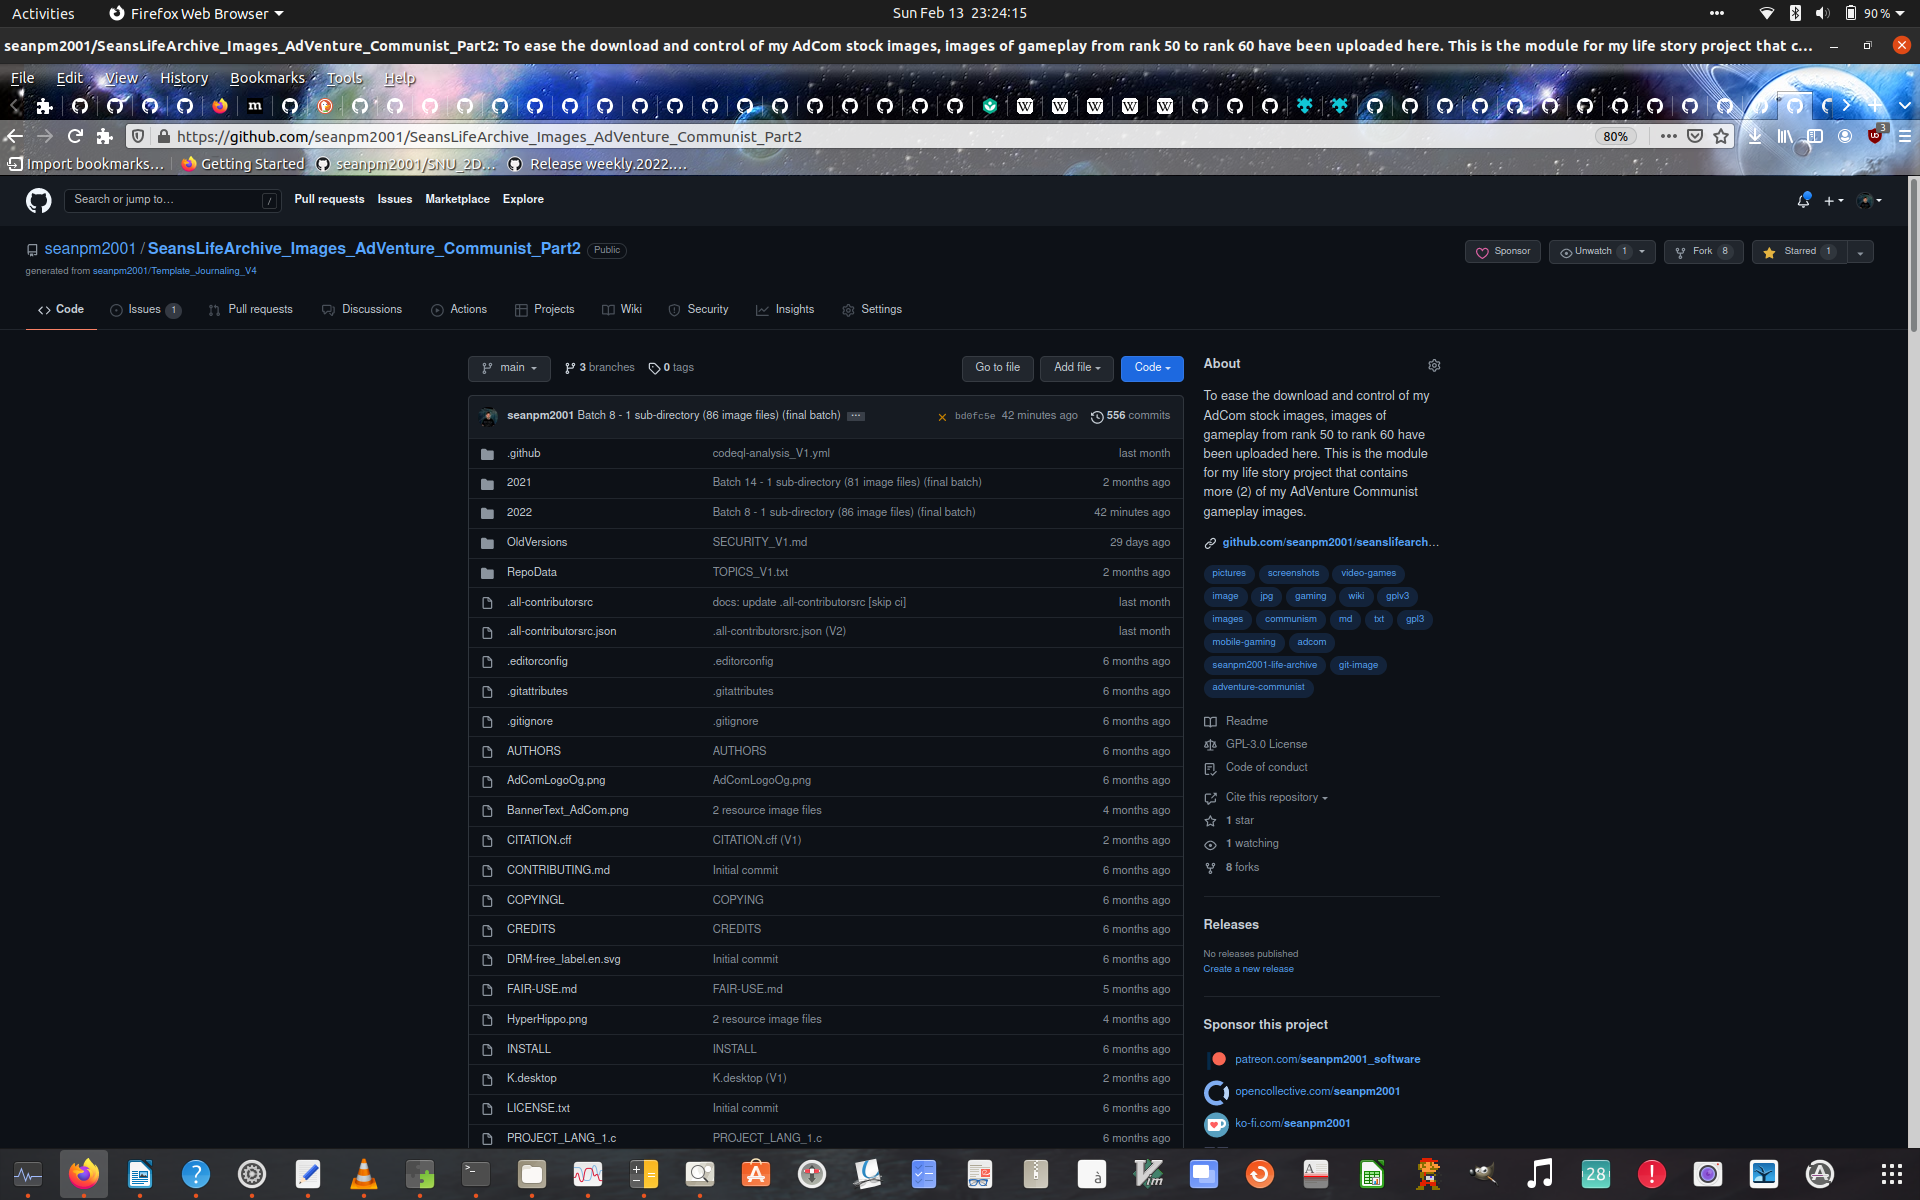 Activities
Firefox Web Browser
Sun Feb 13 23:24:15
90 %
seanpm2001/SeansLifeArchive_Images_AdVenture_Communist_Part2: To ease the download and control of my AdCom stock images, images of gameplay from rank 50 to rank 60 have been uploaded here. This is the module for my life story project that c...
File Edit View History Bookmarks Tools Help
https://github.com/seanpm2001/SeansLifeArchive_Images_AdVenture_Communist_Part2
80%
3
Import bookmarks...
Getting Started
seanpm2001/SNU_2D...
Release weekly.2022....
Search or jump to...
/
Pull requests Issues Marketplace Explore
seanpm2001 / SeansLifeArchive_Images_AdVenture_Communist_Part2 Public
generated from seanpm2001/Template_Journaling_V4
Sponsor
Unwatch 1
Fork 8
Starred 1
Code
Issues 1
Pull requests
Discussions
Actions
Projects
Wiki
Security
Insights
Settings
main
3 branches
0 tags
Go to file
Add file
Code
seanpm2001 Batch 8 - 1 sub-directory (86 image files) (final batch) ... bd0fc5e 42 minutes ago 556 commits
.github codeql-analysis_V1.yml last month
2021 Batch 14 - 1 sub-directory (81 image files) (final batch) 2 months ago
2022 Batch 8 - 1 sub-directory (86 image files) (final batch) 42 minutes ago
OldVersions SECURITY_V1.md 29 days ago
RepoData TOPICS_V1.txt 2 months ago
.all-contributorsrc docs: update .all-contributorsrc [skip ci] last month
.all-contributorsrc.json .all-contributorsrc.json (V2) last month
.editorconfig .editorconfig 6 months ago
.gitattributes .gitattributes 6 months ago
.gitignore .gitignore 6 months ago
AUTHORS AUTHORS 6 months ago
AdComLogoOg.png AdComLogoOg.png 6 months ago
BannerText_AdCom.png 2 resource image files 4 months ago
CITATION.cff CITATION.cff (V1) 2 months ago
CONTRIBUTING.md Initial commit 6 months ago
COPYINGL COPYING 6 months ago
CREDITS CREDITS 6 months ago
DRM-free_label.en.svg Initial commit 6 months ago
FAIR-USE.md FAIR-USE.md 5 months ago
HyperHippo.png 2 resource image files 4 months ago
INSTALL INSTALL 6 months ago
K.desktop K.desktop (V1) 2 months ago
LICENSE.txt Initial commit 6 months ago
PROJECT_LANG_1.c PROJECT_LANG_1.c 6 months ago
About
To ease the download and control of my
AdCom stock images, images of
gameplay from rank 50 to rank 60 have
been uploaded here. This is the module
for my life story project that contains
more (2) of my AdVenture Communist
gameplay images.
github.com/seanpm2001/seanslifearch...
pictures screenshots video-games
image jpg gaming wiki gplv3
images communism md txt gpl3
mobile-gaming adcom
seanpm2001-life-archive git-image
adventure-communist
Readme
GPL-3.0 License
Code of conduct
Cite this repository
1 star
1 watching
8 forks
Releases
No releases published
Create a new release
Sponsor this project
patreon.com/seanpm2001_software
opencollective.com/seanpm2001
ko-fi.com/seanpm2001
28